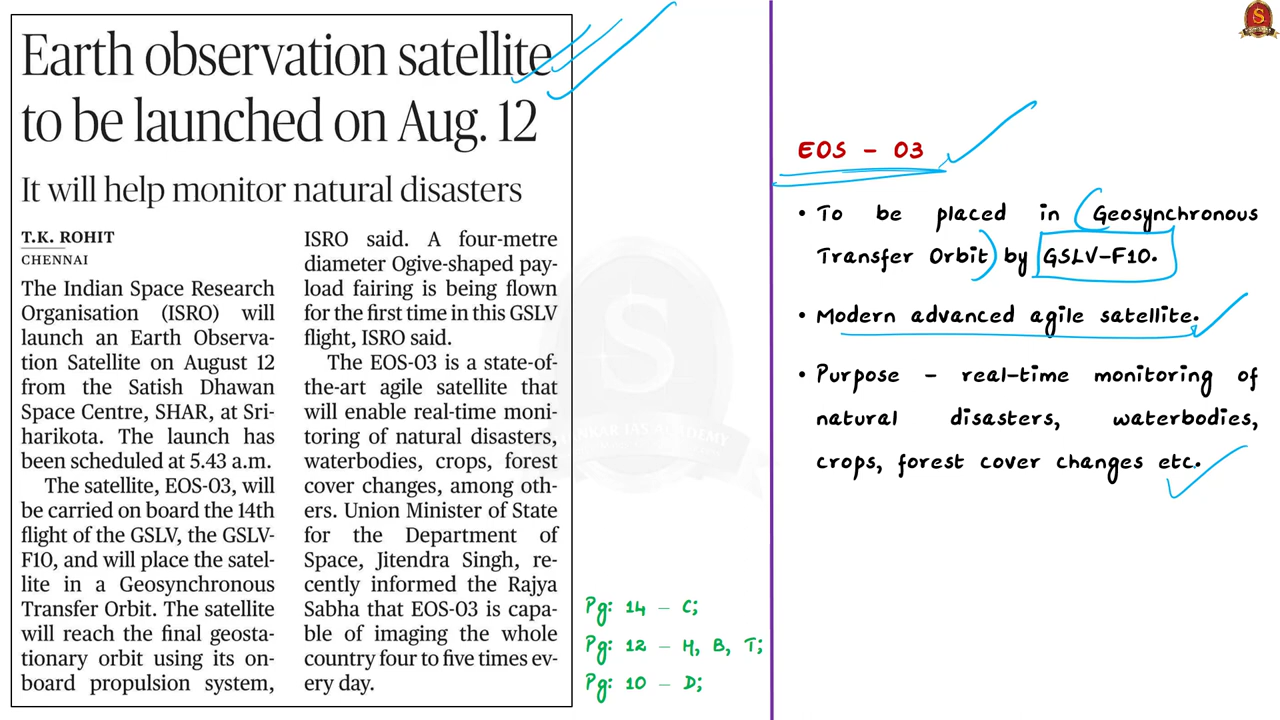 Earth observation satellite
to be launched on Aug. 12
It will help monitor natural disasters
T.K. ROHIT
CHENNAI
The Indian Space Research
Organisation (ISRO) will
launch an Earth Observa-
tion Satellite on August 12
from the Satish Dhawan
Space Centre, SHAR, at Sri-
harikota. The launch has
been scheduled at 5.43 a.m.
The satellite, EOS-03, will
be carried on board the 14th
flight of the GSLV, the GSLV-
F10, and will place the satel-
lite in a Geosynchronous
Transfer Orbit. The satellite
will reach the final geosta-
tionary orbit using its on-
board propulsion system,
ISRO said. A four-metre
diameter Ogive-shaped pay-
load fairing is being flown
for the first time in this GSLV
flight, ISRO said.
The EOS-03 is a state-of-
the-art agile satellite that
will enable real-time moni-
toring of natural disasters,
waterbodies, crops, forest
cover changes, among oth-
ers. Union Minister of State
for the Department of
Space, Jitendra Singh, re-
cently informed the Rajya
Sabha that EOS-03 is capa-
ble of imaging the whole
country four to five times ev-
ery day.
Pg: 14 – C;
Pg: 12 – H, B, T;
Pg: 10 – D;
EOS – 03
• To be placed in Geosynchronous
Transfer Orbit by GSLV-F10.
• Modern advanced agile satellite.
• Purpose – real-time monitoring of
natural disasters, waterbodies,
crops, forest cover changes etc.